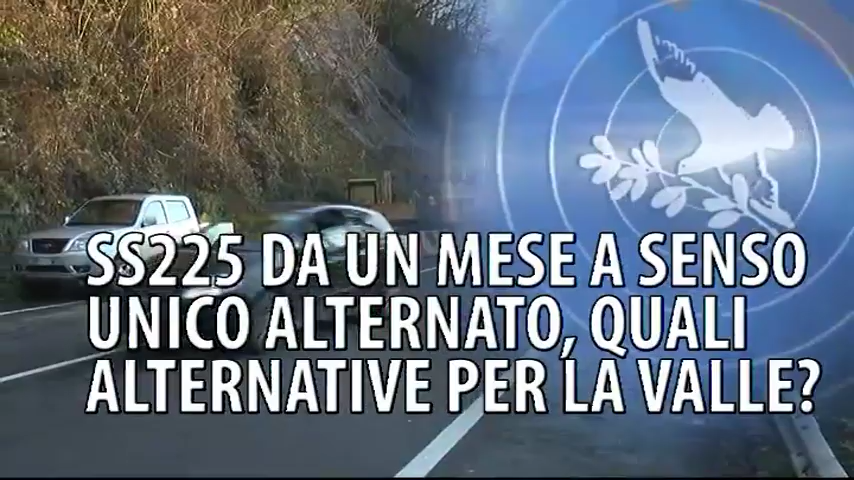 SS225 DA UN MESE A SENSO
UNICO ALTERNATO, QUALI
ALTERNATIVE PER LA VALLE?